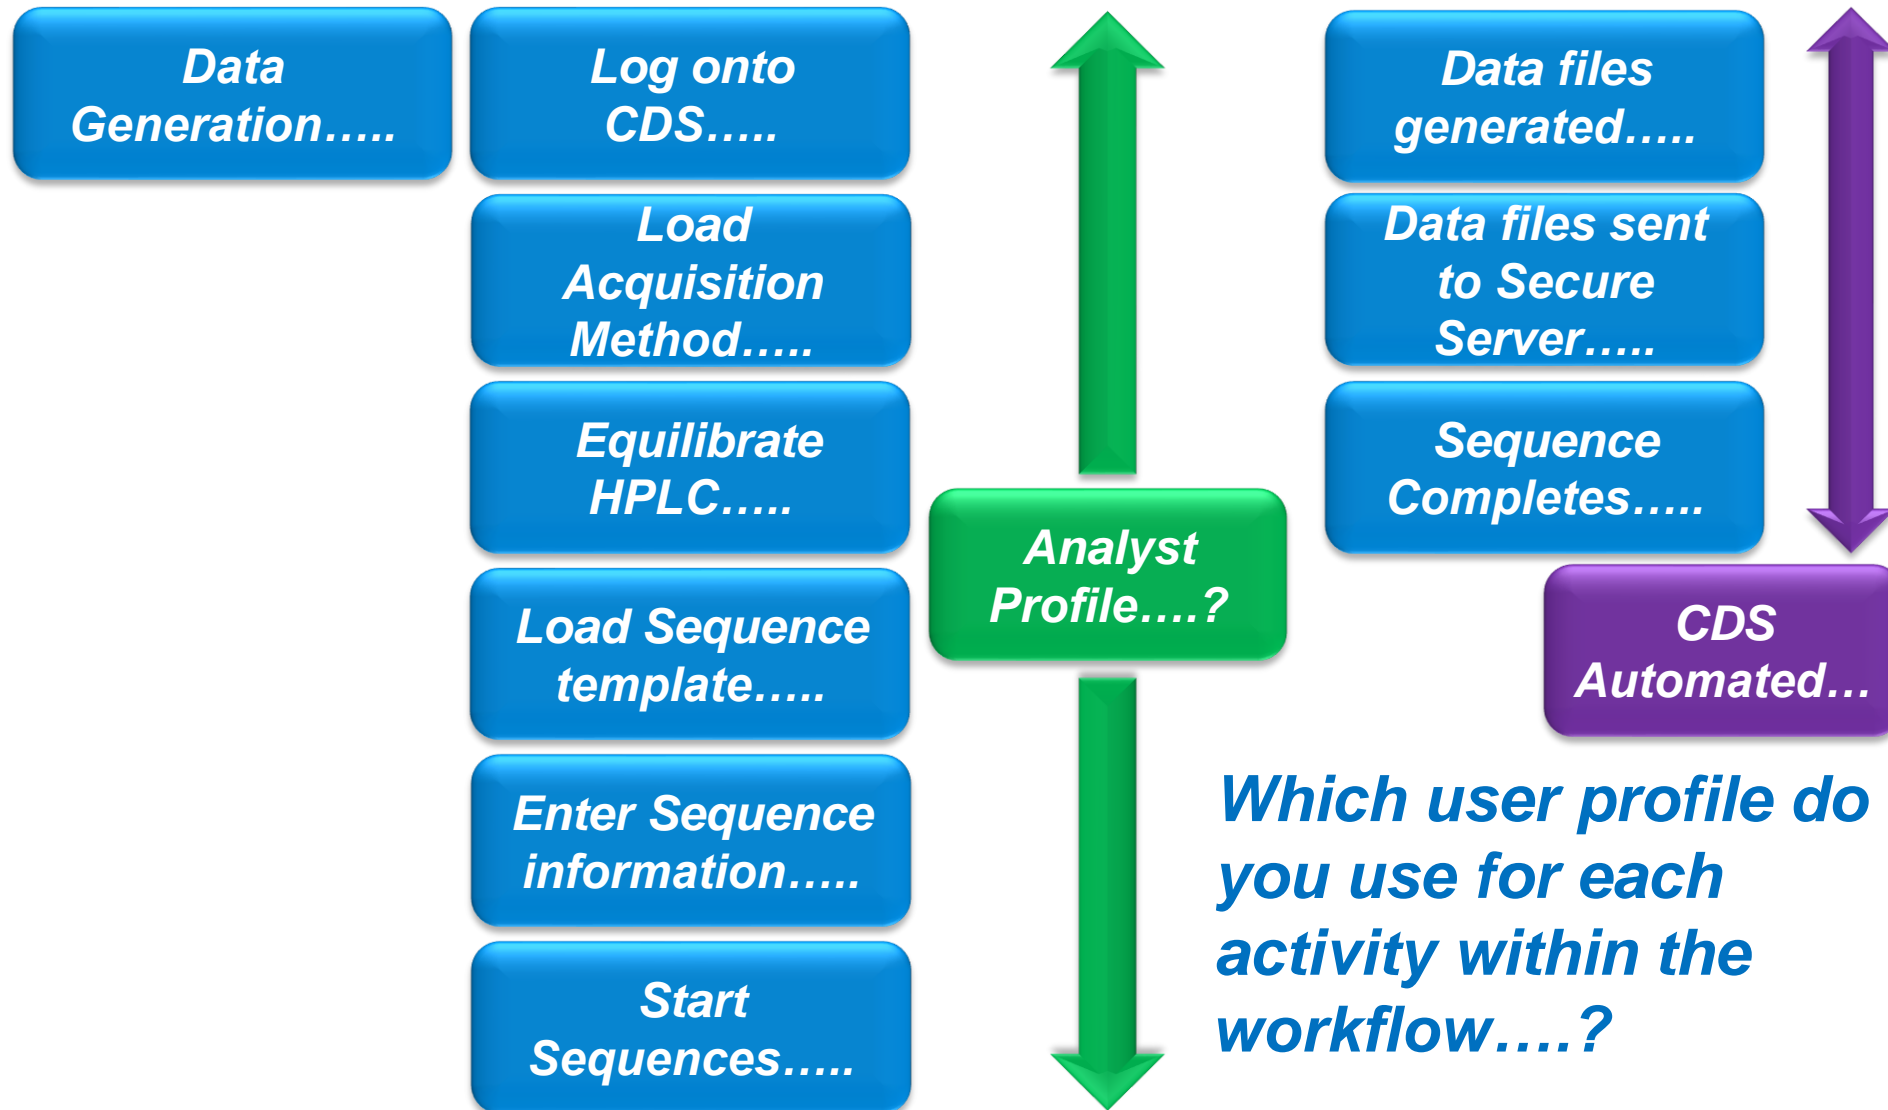 Data
Generation…..
Log onto
CDS…..
Load
Acquisition
Method…..
Equilibrate
HPLC…..
Load Sequence
template…..
Enter Sequence
information…..
Start
Sequences…..
Analyst
Profile….?
Data files
generated…..
Data files sent
to Secure
Server…..
Sequence
Completes…..
CDS
Automated…
Which user profile do
you use for each
activity within the
workflow….?